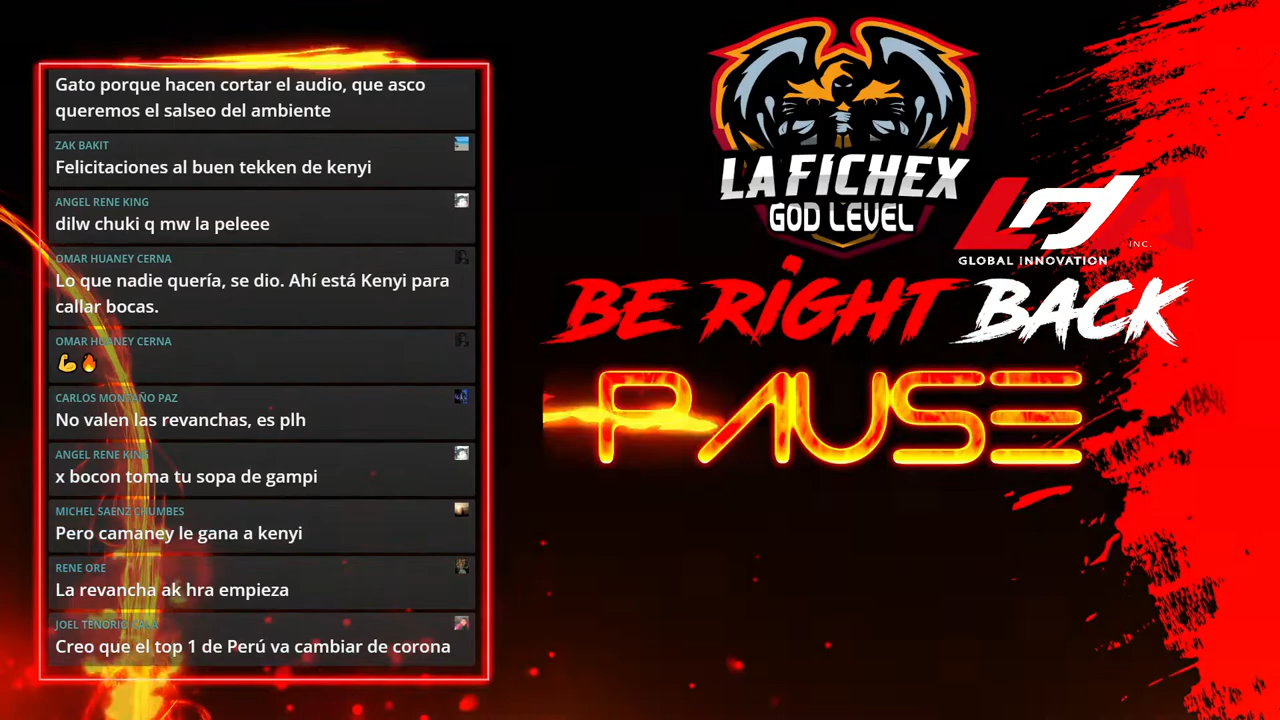 Gato porque hacen cortar el audio, que asco
queremos el salseo del ambiente
ZAK BAKIT
Felicitaciones al buen tekken de kenyi
ANGEL RENE KING
dilw chuki q mw la peleee
OMAR HUANEY CERNA
Lo que nadie quería, se dio. Ahí está Kenyi para
callar bocas.
OMAR HUANEY CERNA
💪🔥
CARLOS MONTAÑO PAZ
No valen las revanchas, es plh
ANGEL RENE KING
x bocon toma tu sopa de gampi
MICHEL SAENZ CHUMBES
Pero camaney le gana a kenyi
RENE ORE
La revancha ak hra empieza
JOEL TENORIO
Creo que el top 1 de Perú va cambiar de corona
LA FICHEX
GOD LEVEL
LDA
INC.
GLOBAL INNOVATION
BE RIGHT BACK
PAUSE